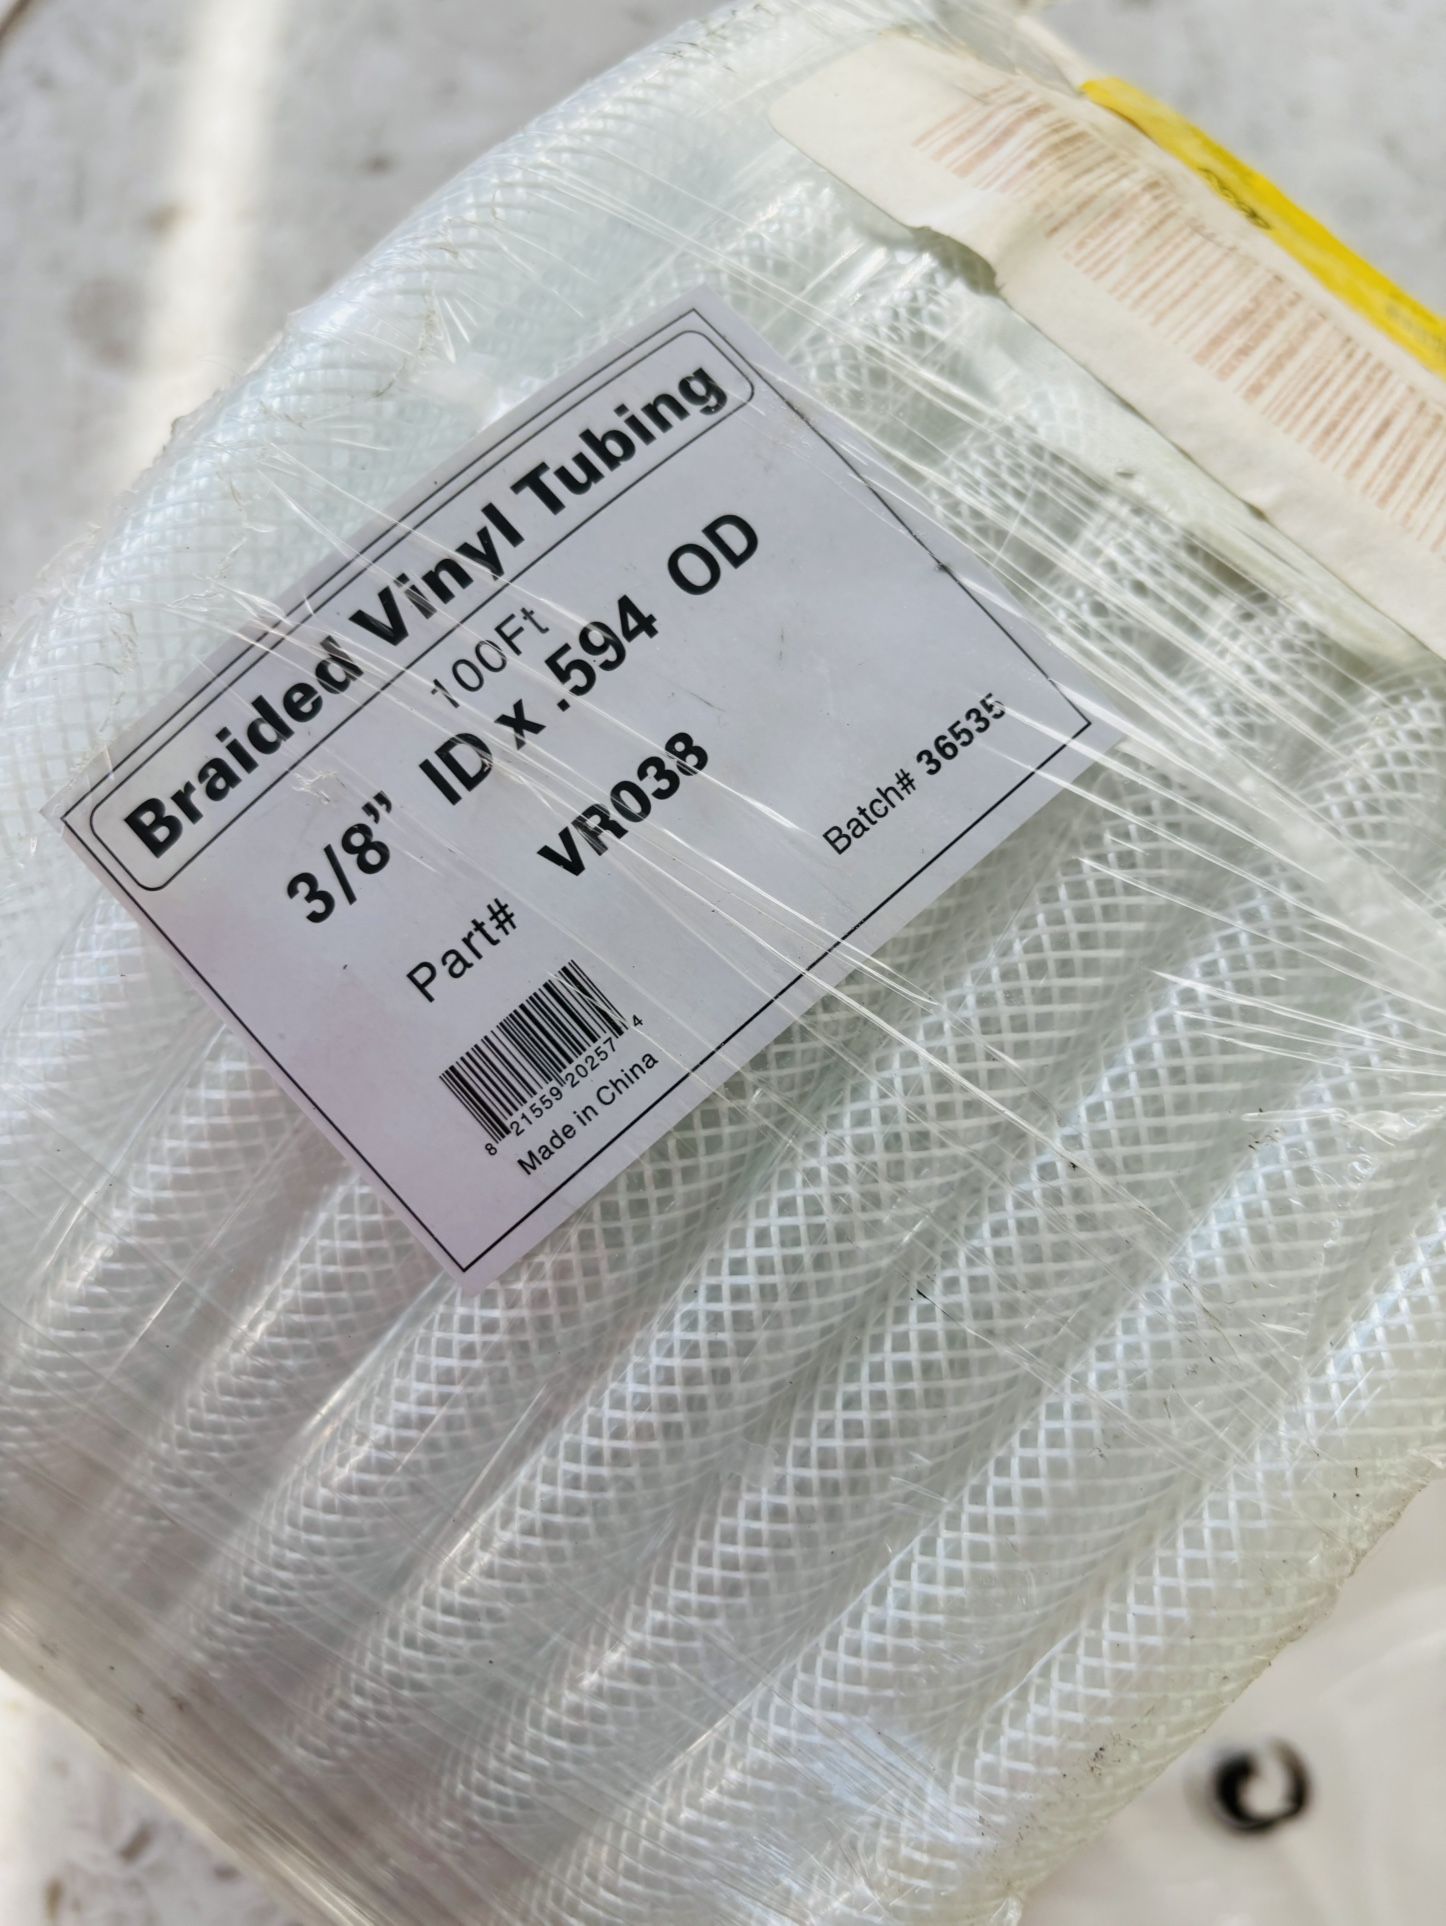 Braided Vinyl Tubing
100Ft
3/8” ID x .594 OD
Part# VR038
Batch# 36535
8 21559 20257 4
Made in China